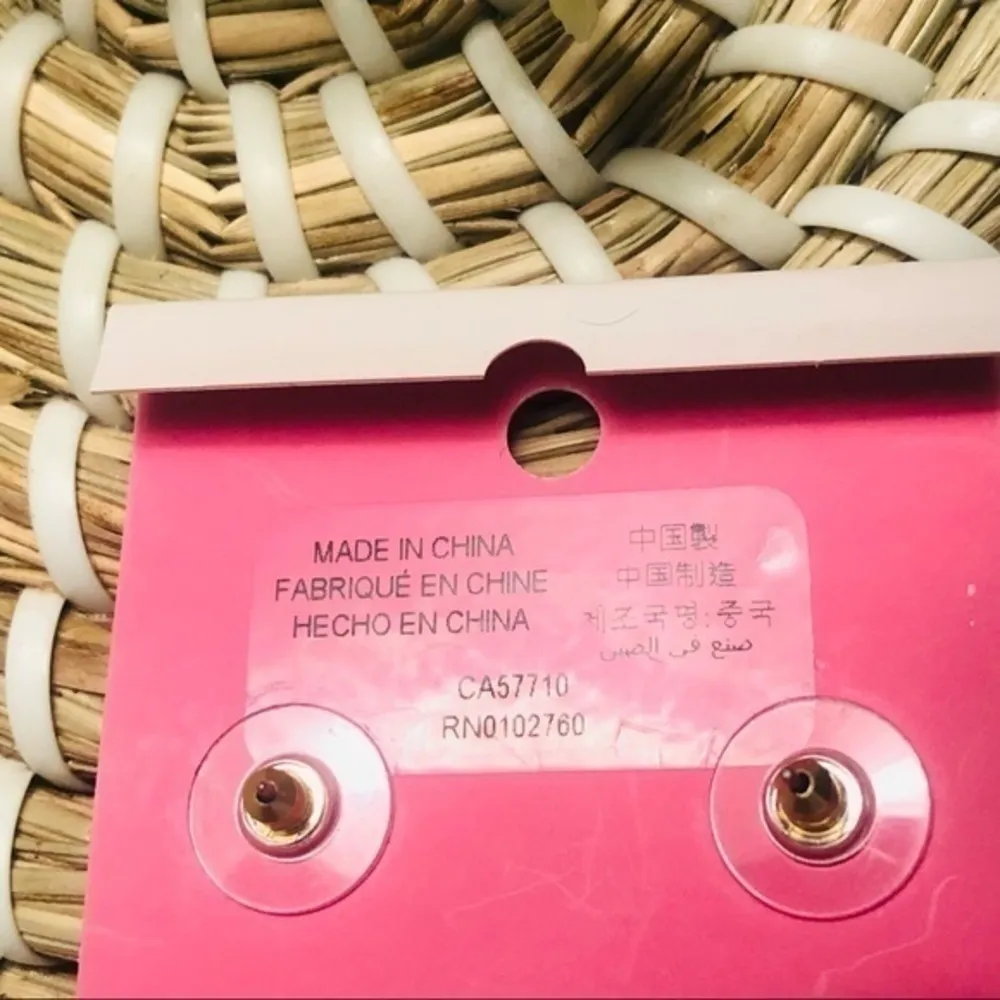 MADE IN CHINA
FABRIQUÉ EN CHINE
HECHO EN CHINA
中国製
中国制造
제조국명:중국
صنع في الصين
CA57710
RN0102760